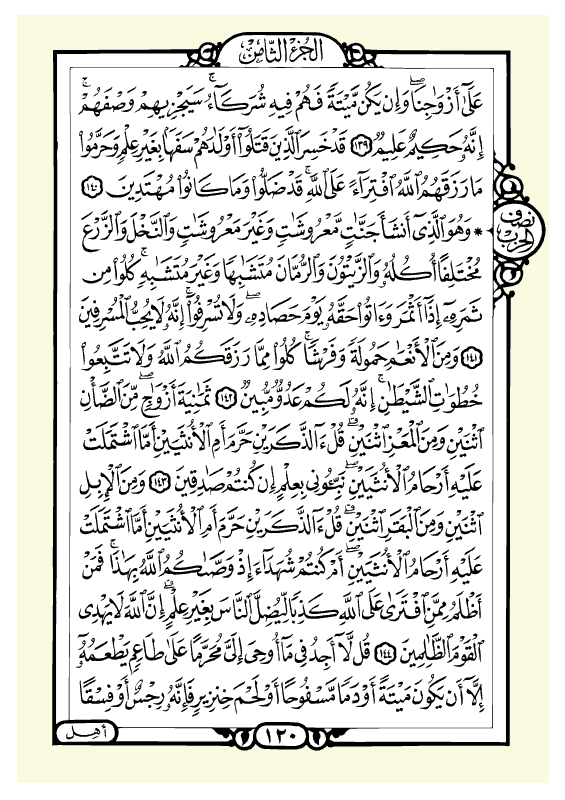 الجزء الثامن
عَلَىٰٓ أَزْوَٰجِنَاۖ وَإِن يَكُن مَّيْتَةً فَهُمْ فِيهِ شُرَكَآءُۚ سَيَجْزِيهِمْ وَصْفَهُمْۚ
إِنَّهُۥ حَكِيمٌ عَلِيمٌ ١٣٩ قَدْ خَسِرَ ٱلَّذِينَ قَتَلُوٓاْ أَوْلَٰدَهُمْ سَفَهَۢا بِغَيْرِ عِلْمٍ وَحَرَّمُواْ
مَا رَزَقَهُمُ ٱللَّهُ ٱفْتِرَآءً عَلَى ٱللَّهِۚ قَدْ ضَلُّواْ وَمَا كَانُواْ مُهْتَدِينَ ١٤٠
* وَهُوَ ٱلَّذِىٓ أَنشَأَ جَنَّٰتٍ مَّعْرُوشَٰتٍ وَغَيْرَ مَعْرُوشَٰتٍ وَٱلنَّخْلَ وَٱلزَّرْعَ
نصف الحزب
مُخْتَلِفًا أُكُلُهُۥ وَٱلزَّيْتُونَ وَٱلرُّمَّانَ مُتَشَٰبِهًا وَغَيْرَ مُتَشَٰبِهٍۚ كُلُواْ مِن
ثَمَرِهِۦٓ إِذَآ أَثْمَرَ وَءَاتُواْ حَقَّهُۥ يَوْمَ حَصَادِهِۦۖ وَلَا تُسْرِفُوٓاْۚ إِنَّهُۥ لَا يُحِبُّ ٱلْمُسْرِفِينَ
١٤١ وَمِنَ ٱلْأَنْعَٰمِ حَمُولَةً وَفَرْشًاۚ كُلُواْ مِمَّا رَزَقَكُمُ ٱللَّهُ وَلَا تَتَّبِعُواْ
خُطُوَٰتِ ٱلشَّيْطَٰنِۚ إِنَّهُۥ لَكُمْ عَدُوٌّ مُّبِينٌ ١٤٢ ثَمَٰنِيَةَ أَزْوَٰجٍۖ مِّنَ ٱلضَّأْنِ
ٱثْنَيْنِ وَمِنَ ٱلْمَعْزِ ٱثْنَيْنِۗ قُلْ ءَآلذَّكَرَيْنِ حَرَّمَ أَمِ ٱلْأُنثَيَيْنِ أَمَّا ٱشْتَمَلَتْ
عَلَيْهِ أَرْحَامُ ٱلْأُنثَيَيْنِۖ نَبِّـُٔونِى بِعِلْمٍ إِن كُنتُمْ صَٰدِقِينَ ١٤٣ وَمِنَ ٱلْإِبِلِ
ٱثْنَيْنِ وَمِنَ ٱلْبَقَرِ ٱثْنَيْنِۗ قُلْ ءَآلذَّكَرَيْنِ حَرَّمَ أَمِ ٱلْأُنثَيَيْنِ أَمَّا ٱشْتَمَلَتْ
عَلَيْهِ أَرْحَامُ ٱلْأُنثَيَيْنِۖ أَمْ كُنتُمْ شُهَدَآءَ إِذْ وَصَّىٰكُمُ ٱللَّهُ بِهَٰذَاۚ فَمَنْ
أَظْلَمُ مِمَّنِ ٱفْتَرَىٰ عَلَى ٱللَّهِ كَذِبًا لِّيُضِلَّ ٱلنَّاسَ بِغَيْرِ عِلْمٍۗ إِنَّ ٱللَّهَ لَا يَهْدِى
ٱلْقَوْمَ ٱلظَّٰلِمِينَ ١٤٤ قُل لَّآ أَجِدُ فِى مَآ أُوحِىَ إِلَىَّ مُحَرَّمًا عَلَىٰ طَاعِمٍ يَطْعَمُهُۥٓ
إِلَّآ أَن يَكُونَ مَيْتَةً أَوْ دَمًا مَّسْفُوحًا أَوْ لَحْمَ خِنزِيرٍ فَإِنَّهُۥ رِجْسٌ أَوْ فِسْقًا
١٢٠
أهل